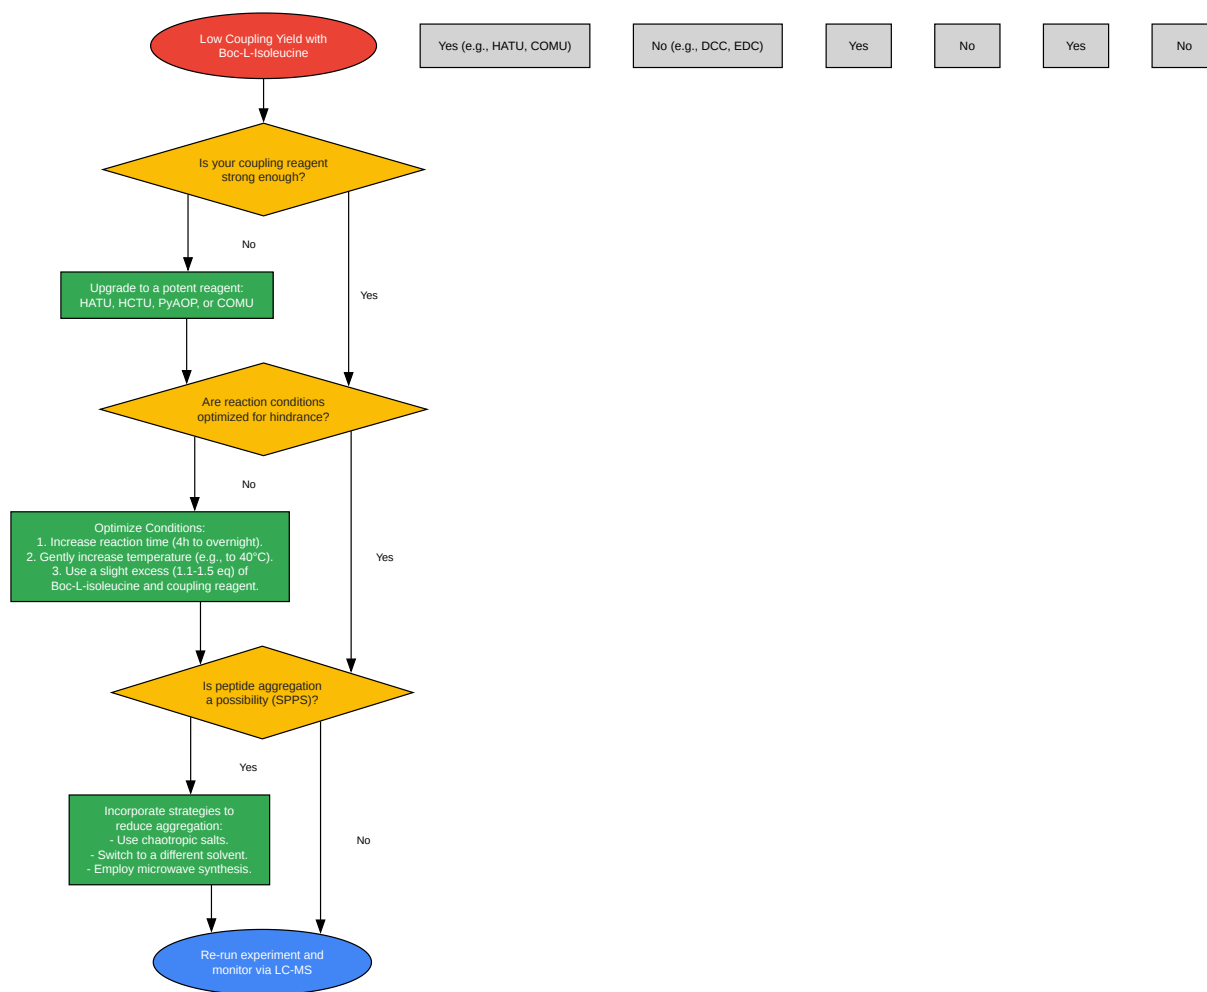 Low Coupling Yield with
Boc-L-Isoleucine
Yes (e.g., HATU, COMU)
No (e.g., DCC, EDC)
Yes
No
Yes
No
Is your coupling reagent
strong enough?
No
Upgrade to a potent reagent:
HATU, HCTU, PyAOP, or COMU
Yes
Are reaction conditions
optimized for hindrance?
No
Optimize Conditions:
1. Increase reaction time (4h to overnight).
2. Gently increase temperature (e.g., to 40°C).
3. Use a slight excess (1.1-1.5 eq) of
Boc-L-isoleucine and coupling reagent.
Yes
Is peptide aggregation
a possibility (SPPS)?
Yes
Incorporate strategies to
reduce aggregation:
- Use chaotropic salts.
- Switch to a different solvent.
- Employ microwave synthesis.
No
Re-run experiment and
monitor via LC-MS